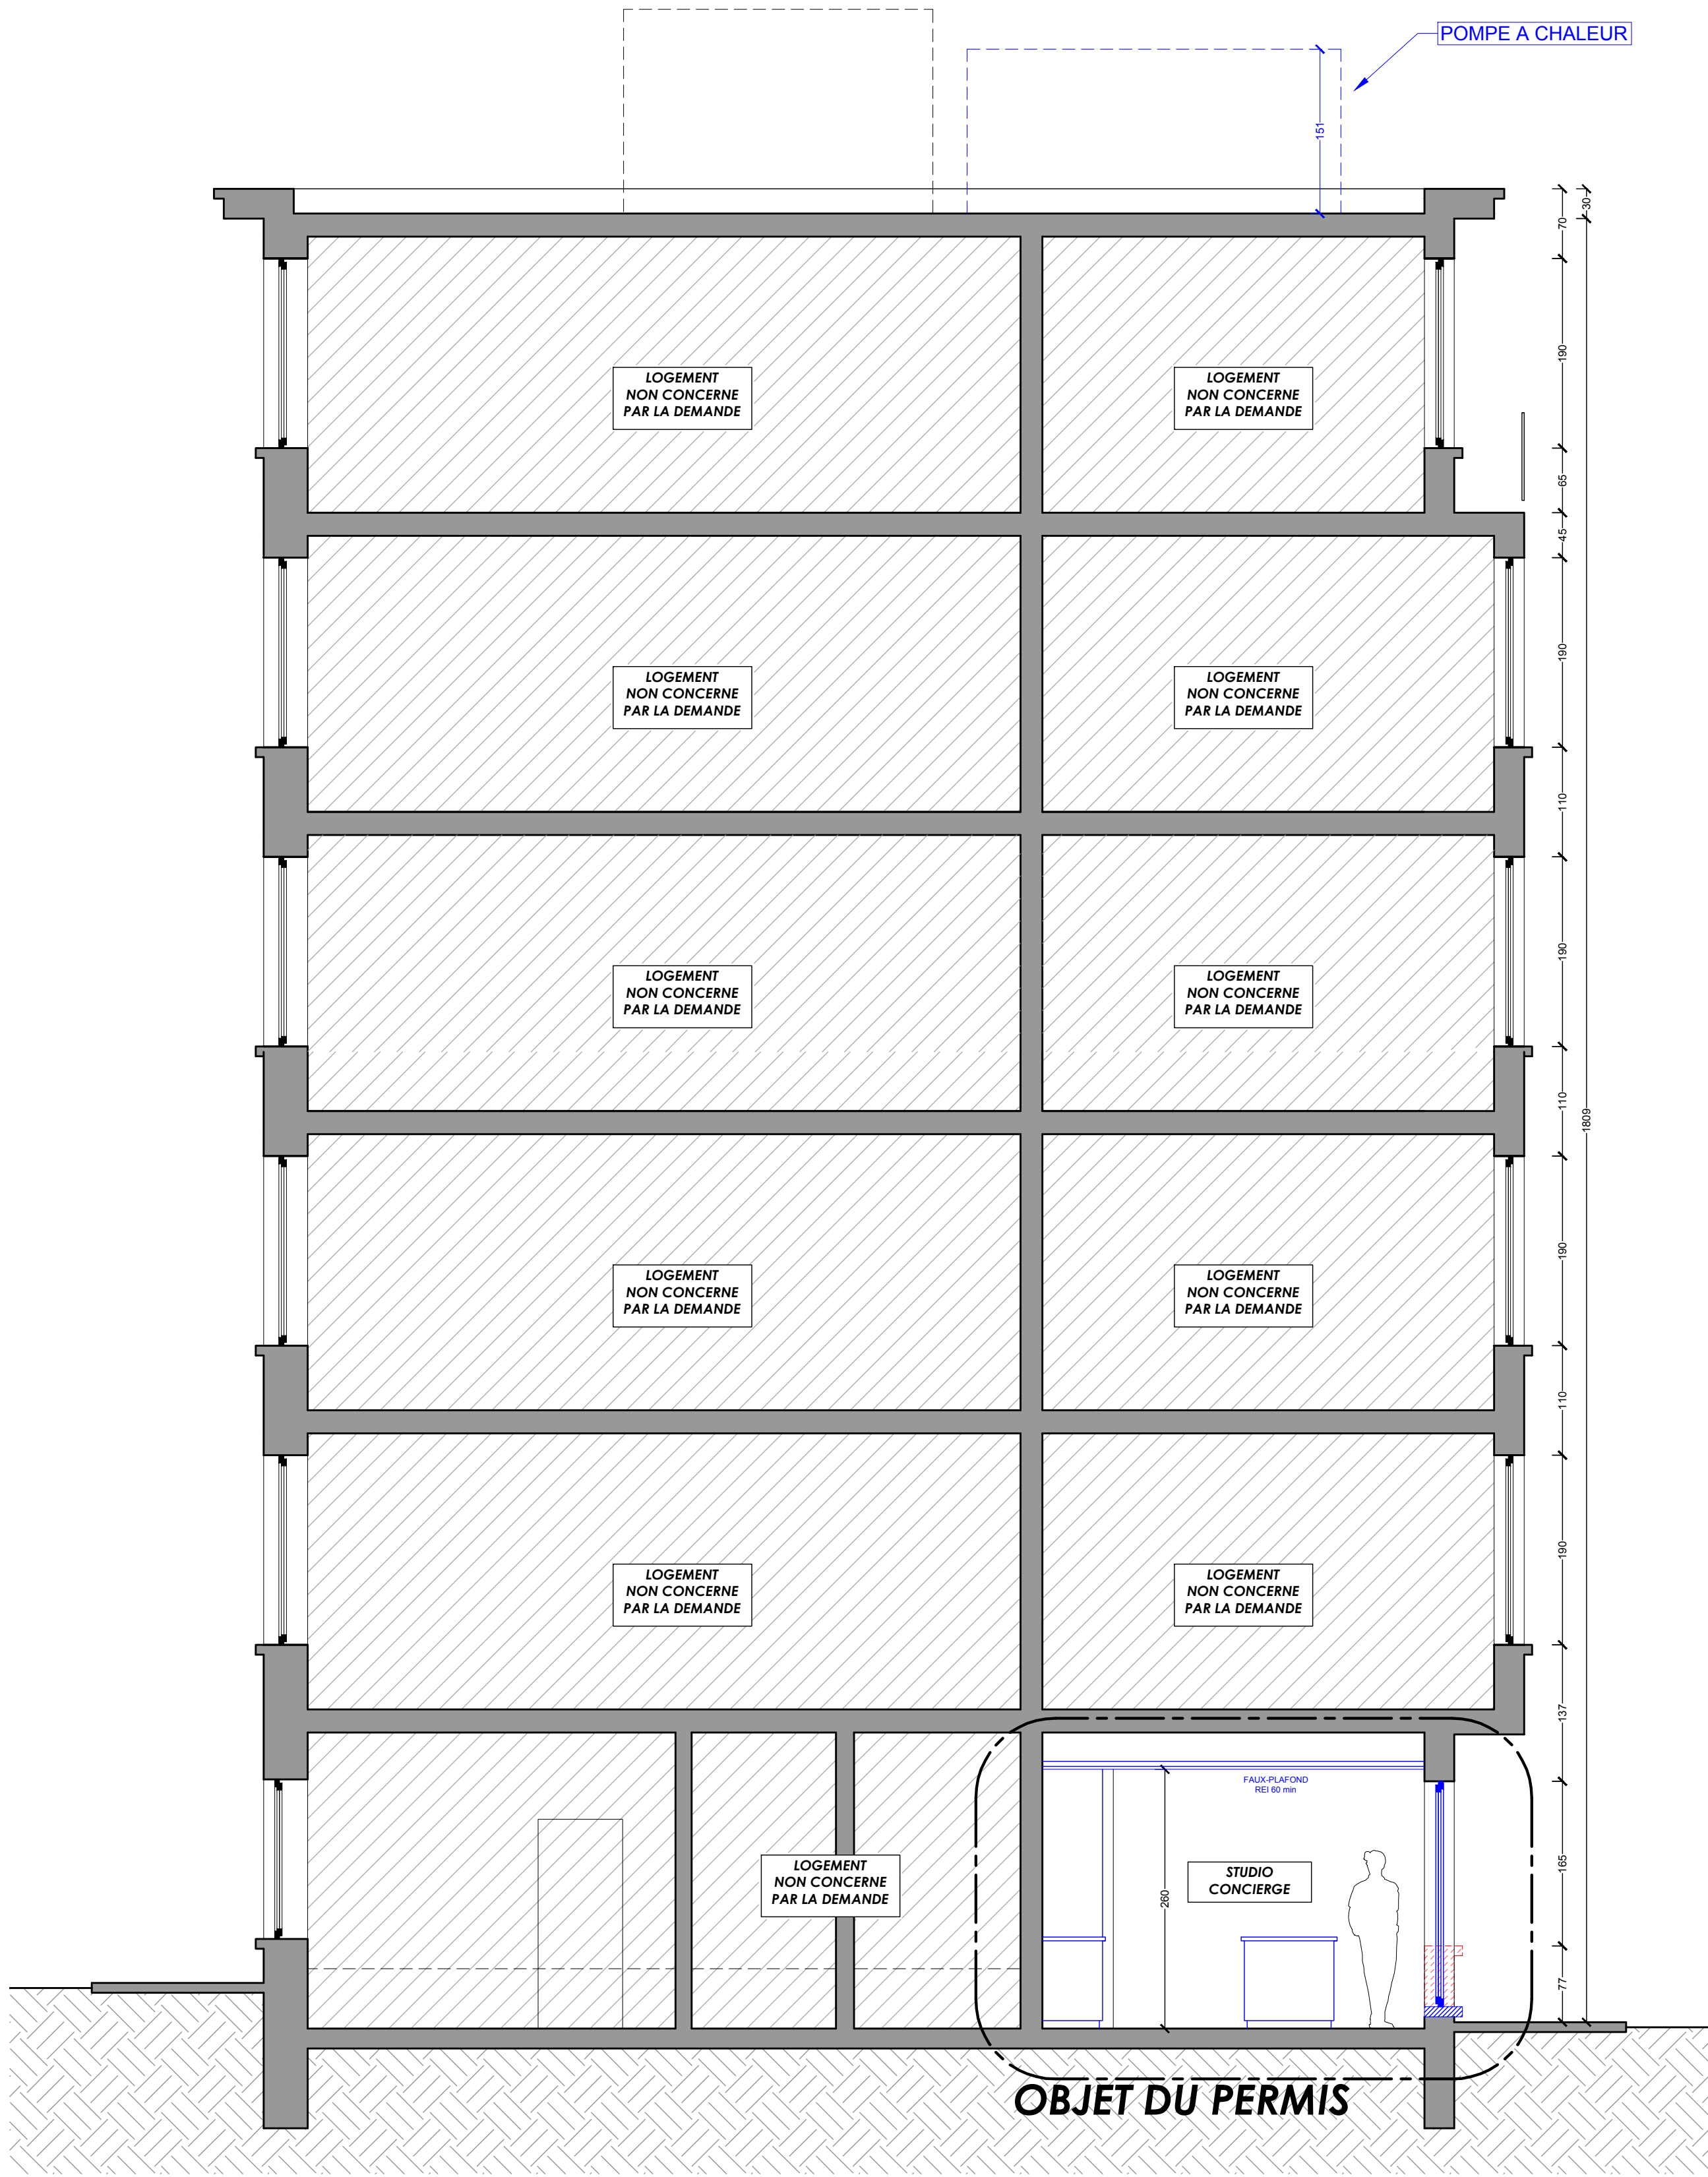 POMPE A CHALEUR
151
70
30
LOGEMENT
NON CONCERNE
PAR LA DEMANDE
LOGEMENT
NON CONCERNE
PAR LA DEMANDE
190
65
45
LOGEMENT
NON CONCERNE
PAR LA DEMANDE
LOGEMENT
NON CONCERNE
PAR LA DEMANDE
190
110
LOGEMENT
NON CONCERNE
PAR LA DEMANDE
LOGEMENT
NON CONCERNE
PAR LA DEMANDE
190
110
1809
LOGEMENT
NON CONCERNE
PAR LA DEMANDE
LOGEMENT
NON CONCERNE
PAR LA DEMANDE
190
110
LOGEMENT
NON CONCERNE
PAR LA DEMANDE
LOGEMENT
NON CONCERNE
PAR LA DEMANDE
190
137
FAUX-PLAFOND
REI 60 min
LOGEMENT
NON CONCERNE
PAR LA DEMANDE
260
STUDIO
CONCIERGE
165
77
OBJET DU PERMIS